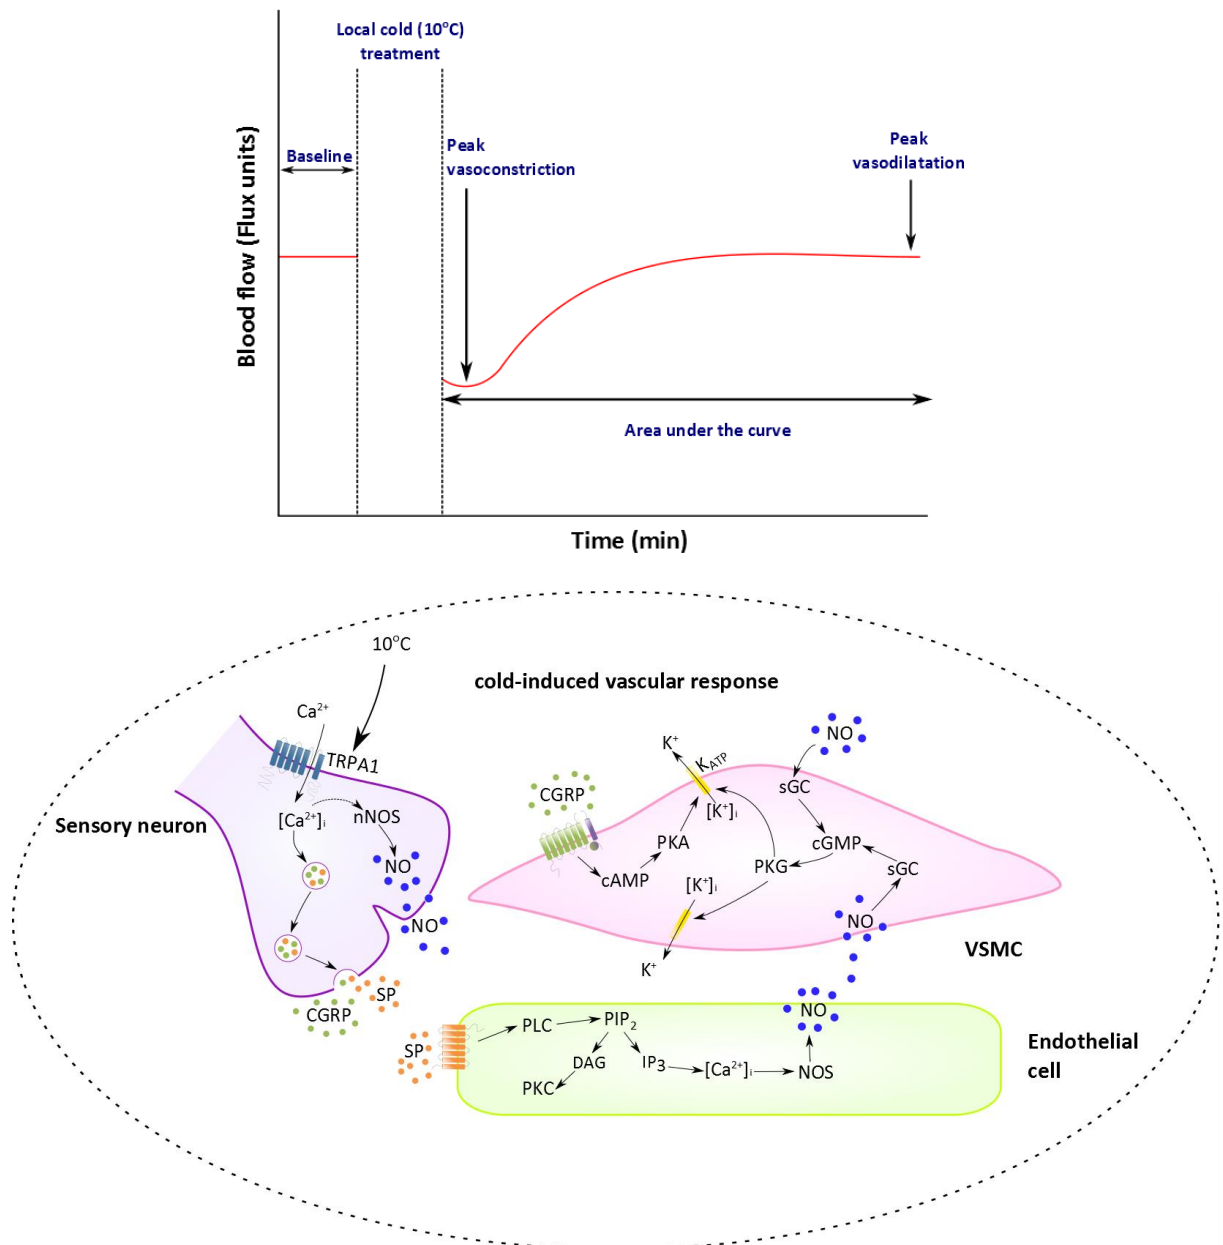 Local cold (10°C)
treatment
Baseline
Peak
vasoconstriction
Peak
vasodilatation
Blood flow (Flux units)
Area under the curve
Time (min)
10°C
cold-induced vascular response
Ca²⁺
TRPA1
Sensory neuron
[Ca²⁺]ᵢ
nNOS
NO
NO
CGRP
SP
K⁺
K_ATP
NO
sGC
CGRP
[K⁺]ᵢ
PKA
cGMP
cAMP
PKG
sGC
[K⁺]ᵢ
NO
K⁺
VSMC
NO
SP
PLC
PIP₂
DAG
IP₃
[Ca²⁺]ᵢ
NOS
PKC
Endothelial
cell